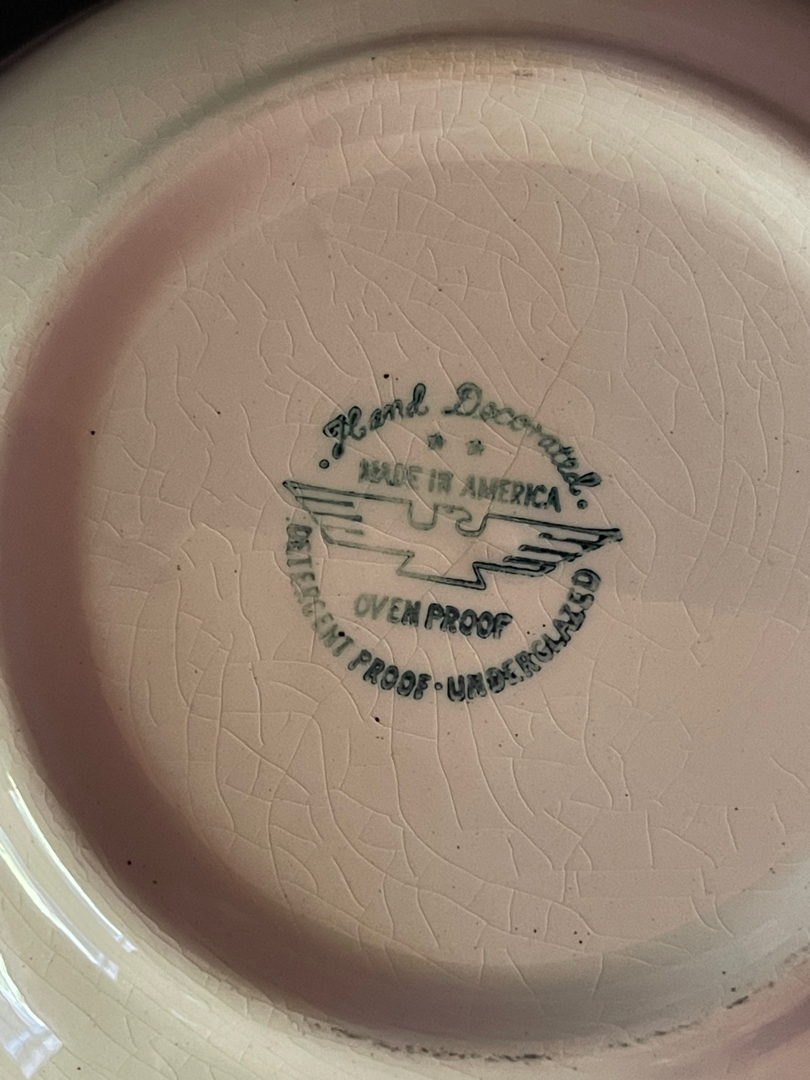 Hand Decorated
MADE IN AMERICA
OVEN PROOF
DETERGENT PROOF · UNDERGLAZED